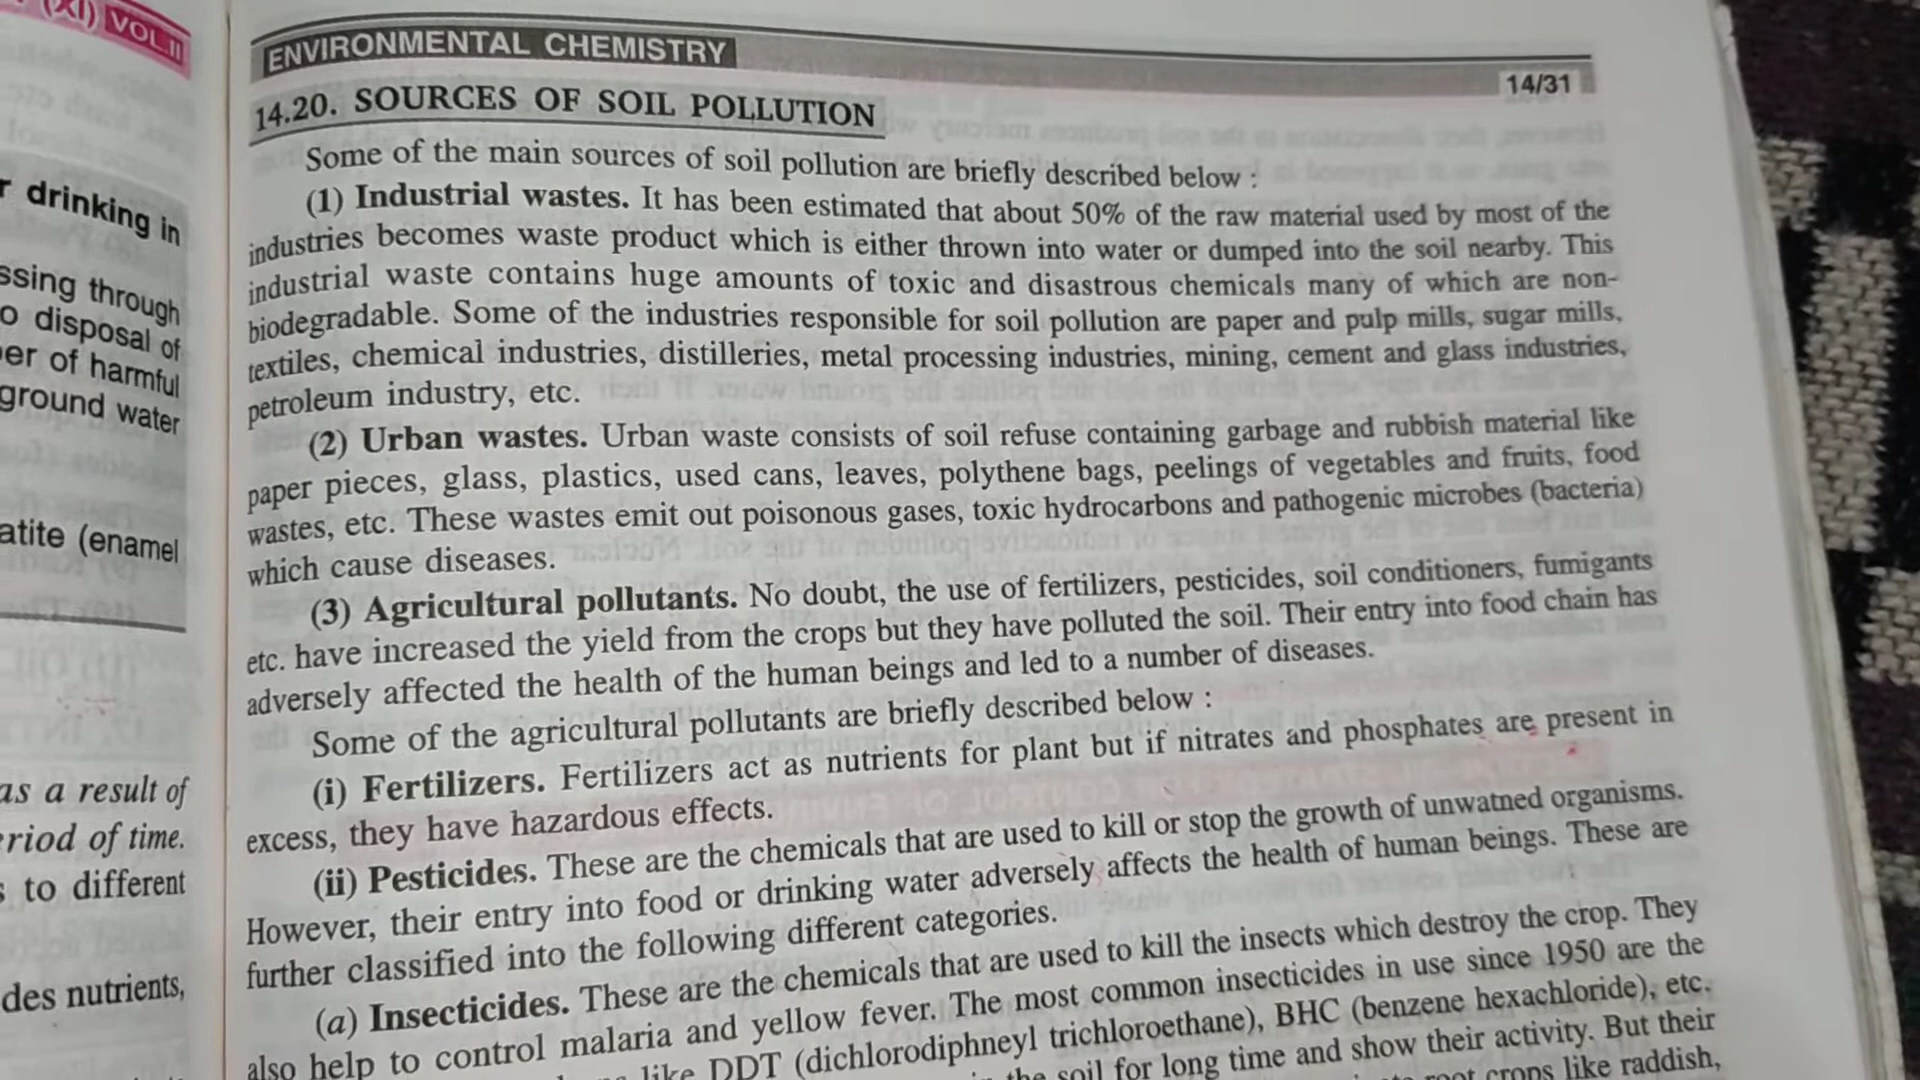 (XI) VOL.II
r drinking in
ssing through
o disposal of
er of harmful
ground water
atite (enamel
as a result of
eriod of time.
s to different
des nutrients,
ENVIRONMENTAL CHEMISTRY
14/31
14.20. SOURCES OF SOIL POLLUTION
Some of the main sources of soil pollution are briefly described below :
(1) Industrial wastes. It has been estimated that about 50% of the raw material used by most of the
industries becomes waste product which is either thrown into water or dumped into the soil nearby. This
industrial waste contains huge amounts of toxic and disastrous chemicals many of which are non-
biodegradable. Some of the industries responsible for soil pollution are paper and pulp mills, sugar mills,
textiles, chemical industries, distilleries, metal processing industries, mining, cement and glass industries,
petroleum industry, etc.
(2) Urban wastes. Urban waste consists of soil refuse containing garbage and rubbish material like
paper pieces, glass, plastics, used cans, leaves, polythene bags, peelings of vegetables and fruits, food
wastes, etc. These wastes emit out poisonous gases, toxic hydrocarbons and pathogenic microbes (bacteria)
which cause diseases.
(3) Agricultural pollutants. No doubt, the use of fertilizers, pesticides, soil conditioners, fumigants
etc. have increased the yield from the crops but they have polluted the soil. Their entry into food chain has
adversely affected the health of the human beings and led to a number of diseases.
Some of the agricultural pollutants are briefly described below :
(i) Fertilizers. Fertilizers act as nutrients for plant but if nitrates and phosphates are present in
excess, they have hazardous effects.
(ii) Pesticides. These are the chemicals that are used to kill or stop the growth of unwatned organisms.
However, their entry into food or drinking water adversely affects the health of human beings. These are
further classified into the following different categories.
(a) Insecticides. These are the chemicals that are used to kill the insects which destroy the crop. They
also help to control malaria and yellow fever. The most common insecticides in use since 1950 are the
like DDT (dichlorodiphneyl trichloroethane), BHC (benzene hexachloride), etc.
the soil for long time and show their activity. But their
root crops like raddish,